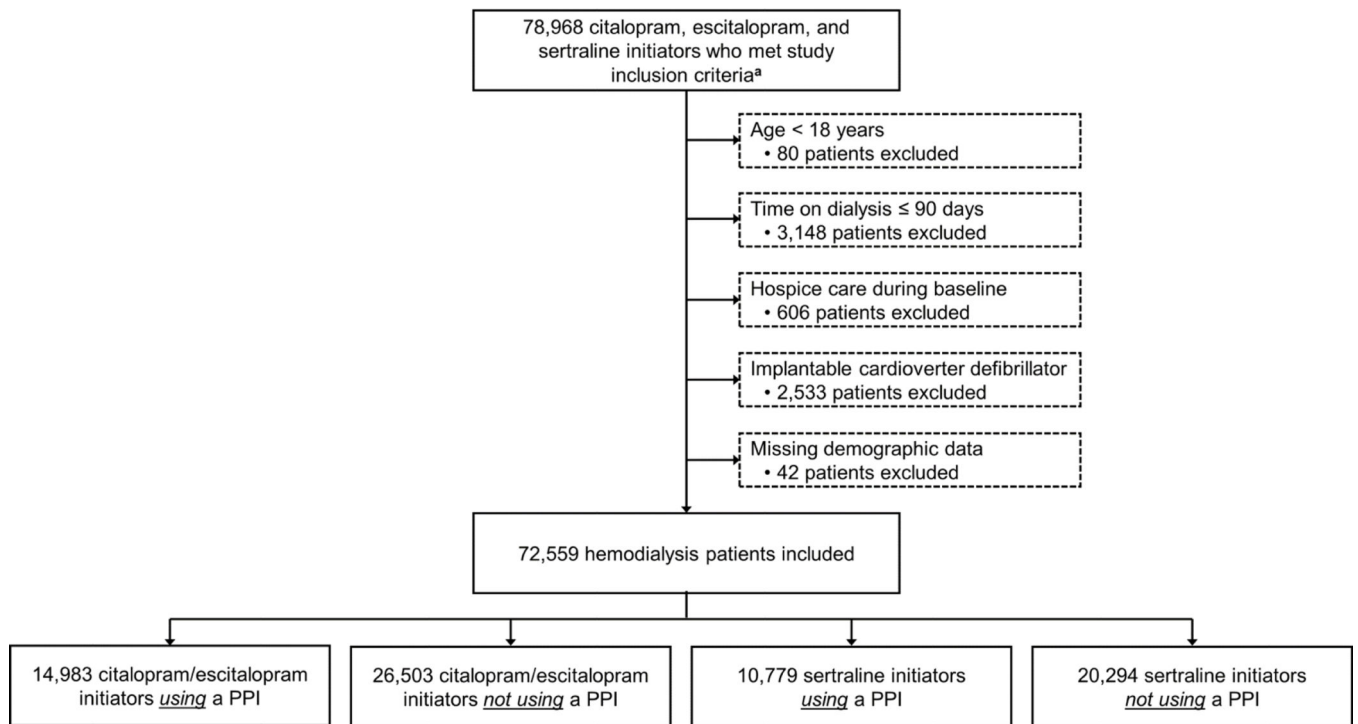 78,968 citalopram, escitalopram, and
sertraline initiators who met study
inclusion criteriaᵃ
Age < 18 years
• 80 patients excluded
Time on dialysis ≤ 90 days
• 3,148 patients excluded
Hospice care during baseline
• 606 patients excluded
Implantable cardioverter defibrillator
• 2,533 patients excluded
Missing demographic data
• 42 patients excluded
72,559 hemodialysis patients included
14,983 citalopram/escitalopram
initiators using a PPI
26,503 citalopram/escitalopram
initiators not using a PPI
10,779 sertraline initiators
using a PPI
20,294 sertraline initiators
not using a PPI